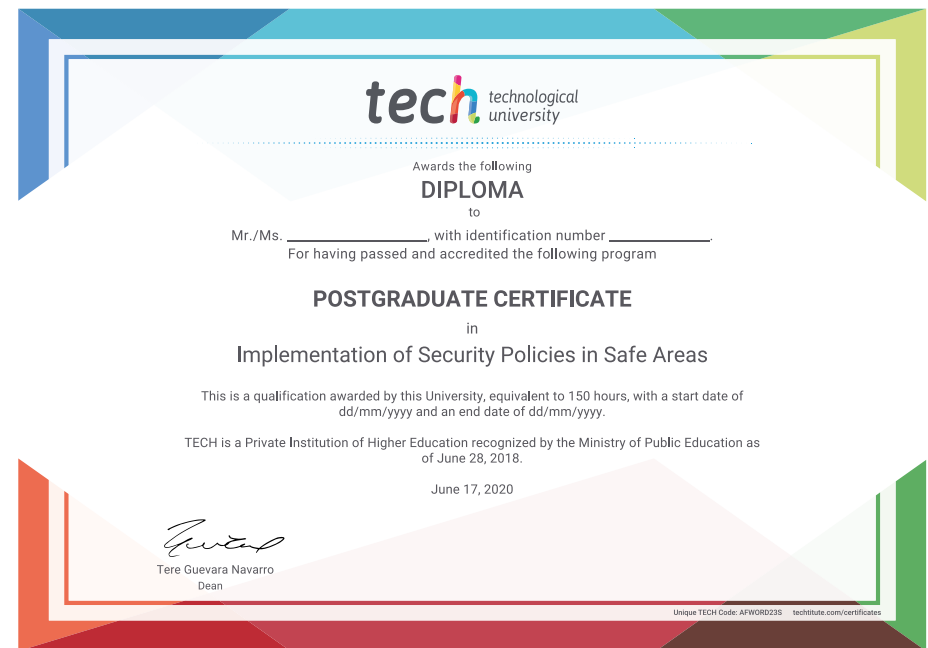 tech technological
university
Awards the following
DIPLOMA
to
Mr./Ms. ____________________, with identification number ______________.
For having passed and accredited the following program
POSTGRADUATE CERTIFICATE
in
Implementation of Security Policies in Safe Areas
This is a qualification awarded by this University, equivalent to 150 hours, with a start date of
dd/mm/yyyy and an end date of dd/mm/yyyy.
TECH is a Private Institution of Higher Education recognized by the Ministry of Public Education as
of June 28, 2018.
June 17, 2020
Tere Guevara Navarro
Dean
Unique TECH Code: AFWORD23S techtitute.com/certificates